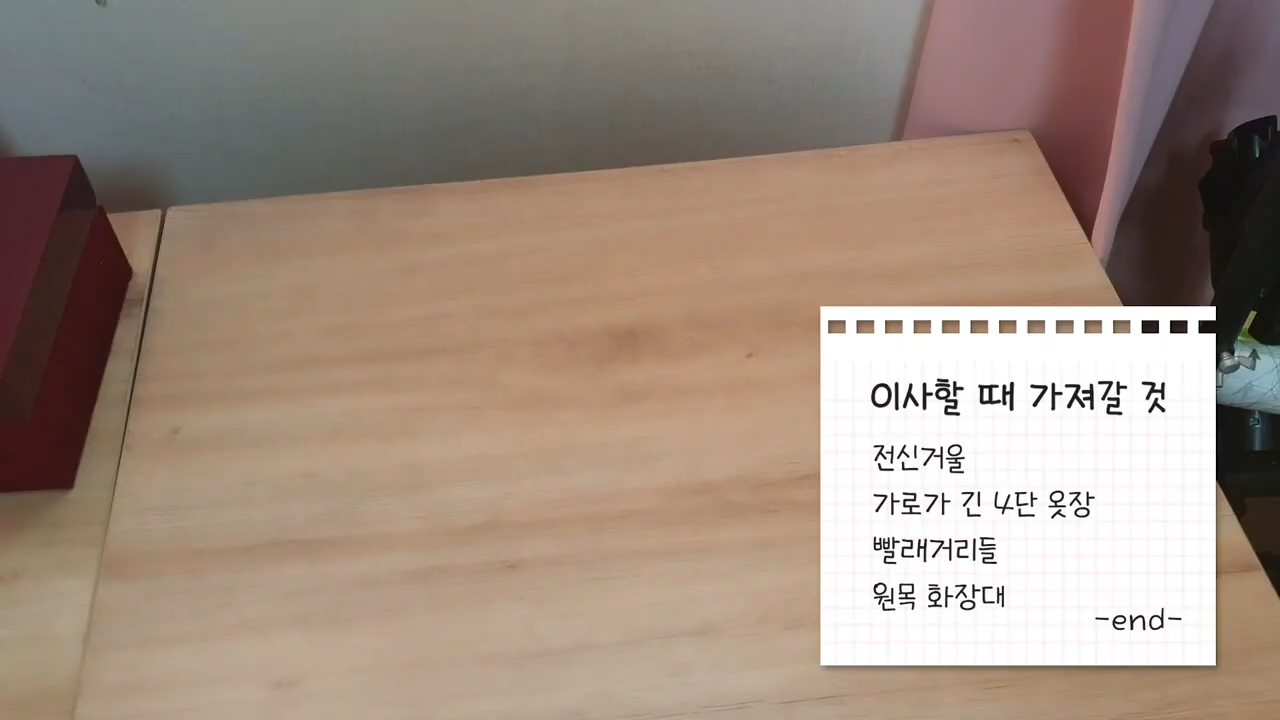 이사할 때 가져갈 것
전신거울
가로가 긴 4단 옷장
빨래거리들
원목 화장대
-end-